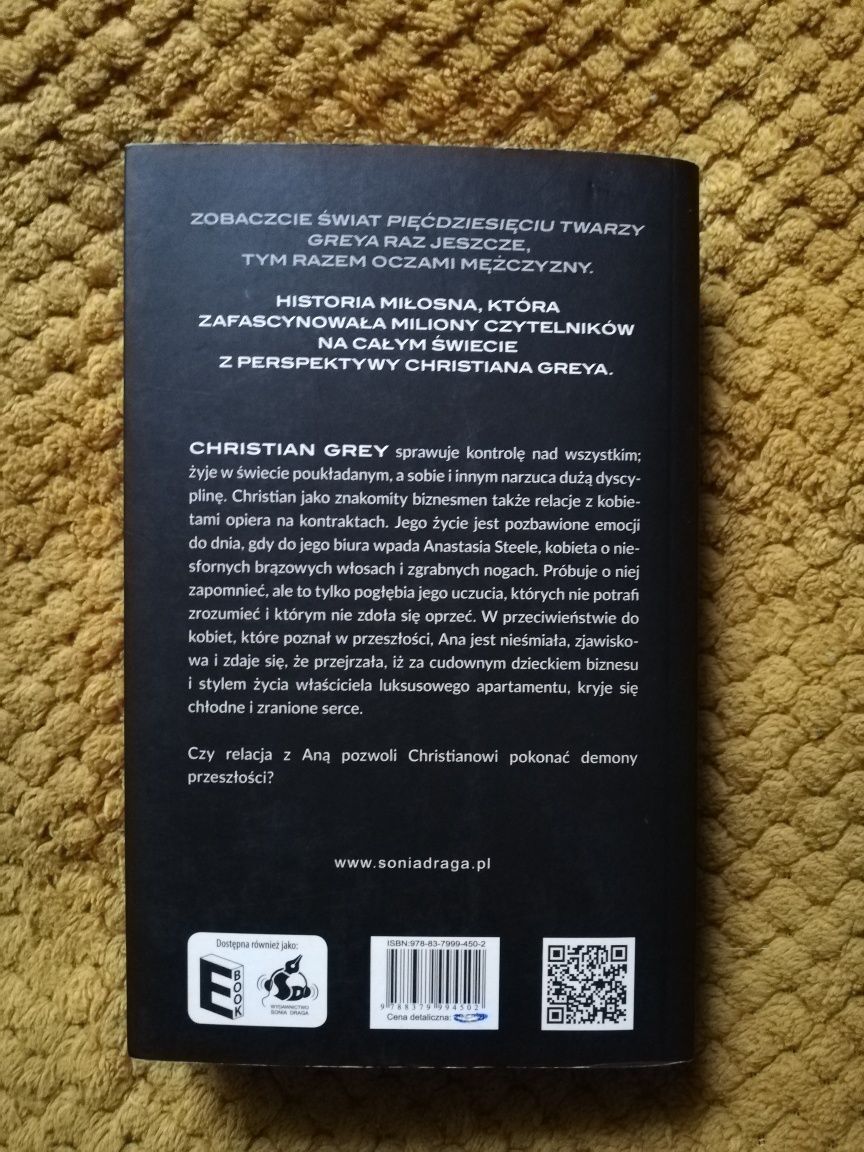 ZOBACZCIE ŚWIAT PIĘĆDZIESIĘCIU TWARZY
GREYA RAZ JESZCZE,
TYM RAZEM OCZAMI MĘŻCZYZNY.
HISTORIA MIŁOSNA, KTÓRA
ZAFASCYNOWAŁA MILIONY CZYTELNIKÓW
NA CAŁYM ŚWIECIE
Z PERSPEKTYWY CHRISTIANA GREYA.
CHRISTIAN GREY sprawuje kontrolę nad wszystkim;
żyje w świecie poukładanym, a sobie i innym narzuca dużą dyscy-
plinę. Christian jako znakomity biznesmen także relacje z kobie-
tami opiera na kontraktach. Jego życie jest pozbawione emocji
do dnia, gdy do jego biura wpada Anastasia Steele, kobieta o nie-
sfornych brązowych włosach i zgrabnych nogach. Próbuje o niej
zapomnieć, ale to tylko pogłębia jego uczucia, których nie potrafi
zrozumieć i którym nie zdoła się oprzeć. W przeciwieństwie do
kobiet, które poznał w przeszłości, Ana jest nieśmiała, zjawisko-
wa i zdaje się, że przejrzała, iż za cudownym dzieckiem biznesu
i stylem życia właściciela luksusowego apartamentu, kryje się
chłodne i zranione serce.
Czy relacja z Aną pozwoli Christianowi pokonać demony
przeszłości?
www.soniadraga.pl
Dostępna również jako:
EBOOK
SD
WYDAWNICTWO
SONIA DRAGA
ISBN:978-83-7999-450-2
9 788379 994502
Cena detaliczna: